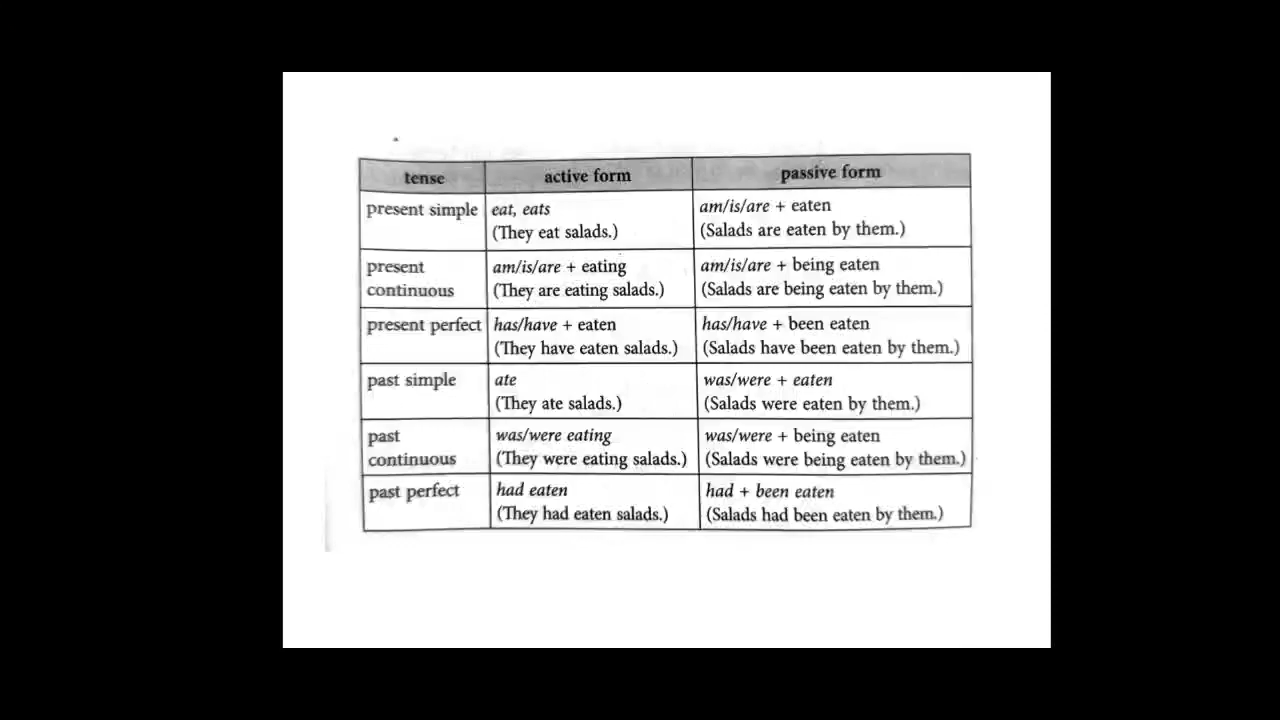 tense active form passive form
present simple eat, eats am/is/are + eaten
(They eat salads.) (Salads are eaten by them.)
present am/is/are + eating am/is/are + being eaten
continuous (They are eating salads.) (Salads are being eaten by them.)
present perfect has/have + eaten has/have + been eaten
(They have eaten salads.) (Salads have been eaten by them.)
past simple ate was/were + eaten
(They ate salads.) (Salads were eaten by them.)
past was/were eating was/were + being eaten
continuous (They were eating salads.) (Salads were being eaten by them.)
past perfect had eaten had + been eaten
(They had eaten salads.) (Salads had been eaten by them.)